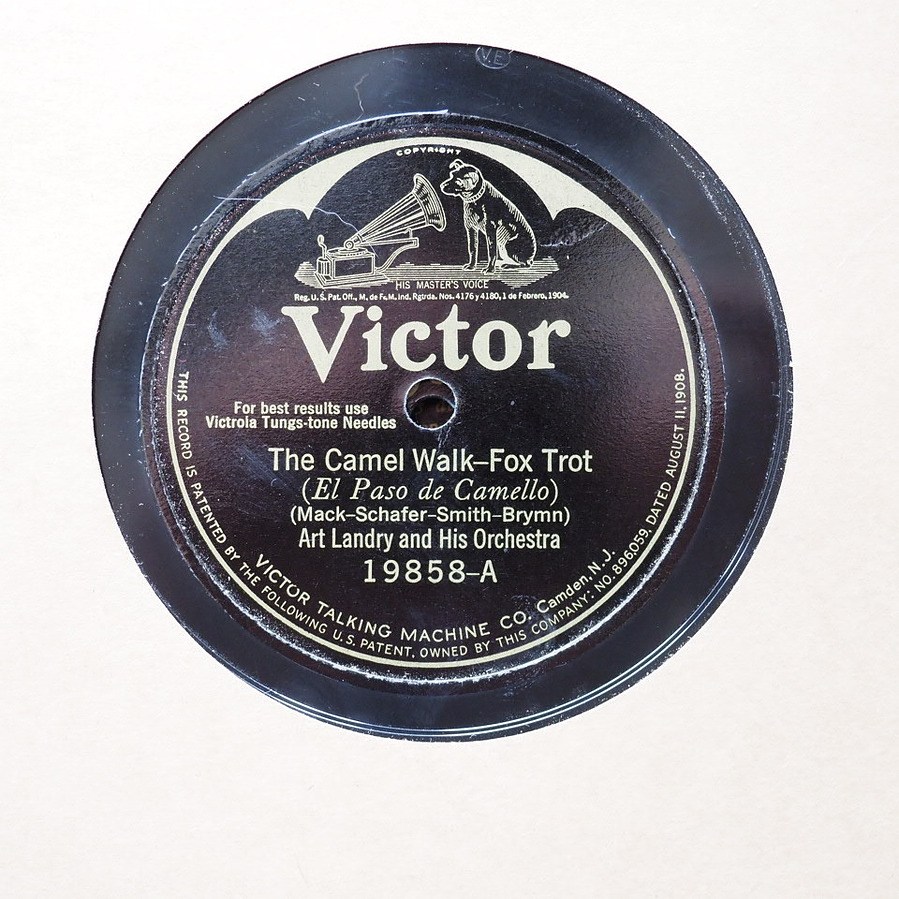 V.E
COPYRIGHT
HIS MASTER'S VOICE
Reg. U.S. Pat. Off., M. de F. M. Ind. Rgtrda. Nos. 4176 y 4180, 1 de Febrero, 1904.
Victor
For best results use
Victrola Tungs-tone Needles
The Camel Walk–Fox Trot
(El Paso de Camello)
(Mack–Schafer–Smith–Brymn)
Art Landry and His Orchestra
19858–A
VICTOR TALKING MACHINE CO. Camden, N. J.
THIS RECORD IS PATENTED BY THE FOLLOWING U.S. PATENT, OWNED BY THIS COMPANY: NO. 896,059, DATED AUGUST 11, 1908.